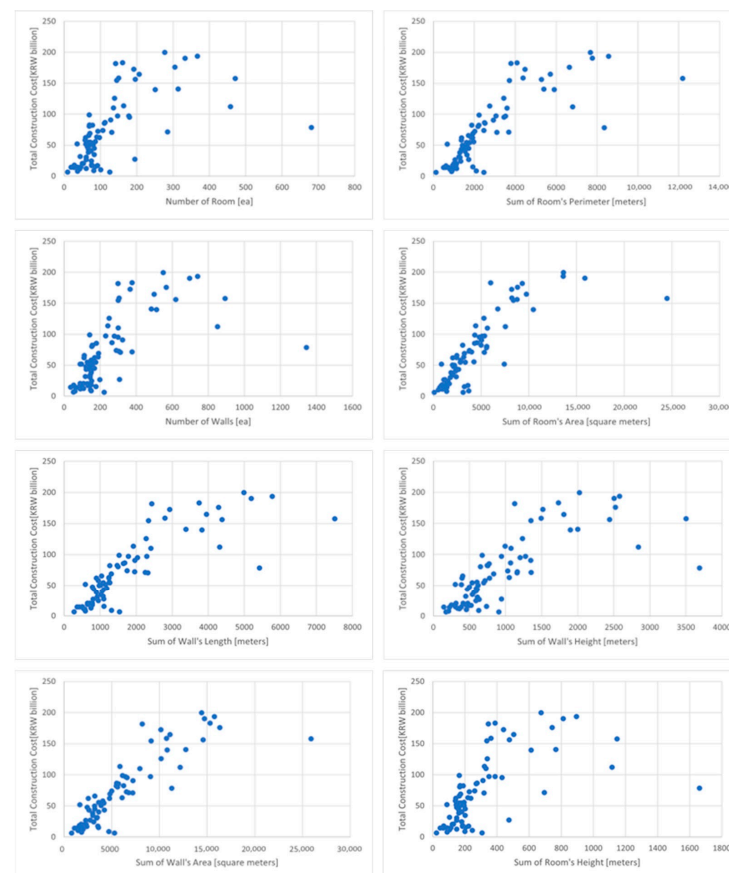 Total Construction Cost[KRW billion]
250
200
150
100
50
0
0 100 200 300 400 500 600 700 800
Number of Room [ea]
Total Construction Cost[KRW billion]
250
200
150
100
50
0
0 2000 4000 6000 8000 10,000 12,000 14,000
Sum of Room's Perimeter [meters]
Total Construction Cost[KRW billion]
250
200
150
100
50
0
0 200 400 600 800 1000 1200 1400 1600
Number of Walls [ea]
Total Construction Cost[KRW billion]
250
200
150
100
50
0
0 5000 10,000 15,000 20,000 25,000 30,000
Sum of Room's Area [square meters]
Total Construction Cost[KRW billion]
250
200
150
100
50
0
0 1000 2000 3000 4000 5000 6000 7000 8000
Sum of Wall's Length [meters]
Total Construction Cost[KRW billion]
250
200
150
100
50
0
0 500 1000 1500 2000 2500 3000 3500 4000
Sum of Wall's Height [meters]
Total Construction Cost[KRW billion]
250
200
150
100
50
0
0 5000 10,000 15,000 20,000 25,000 30,000
Sum of Wall's Area [square meters]
Total Construction Cost[KRW billion]
250
200
150
100
50
0
0 200 400 600 800 1000 1200 1400 1600 1800
Sum of Room's Height [meters]